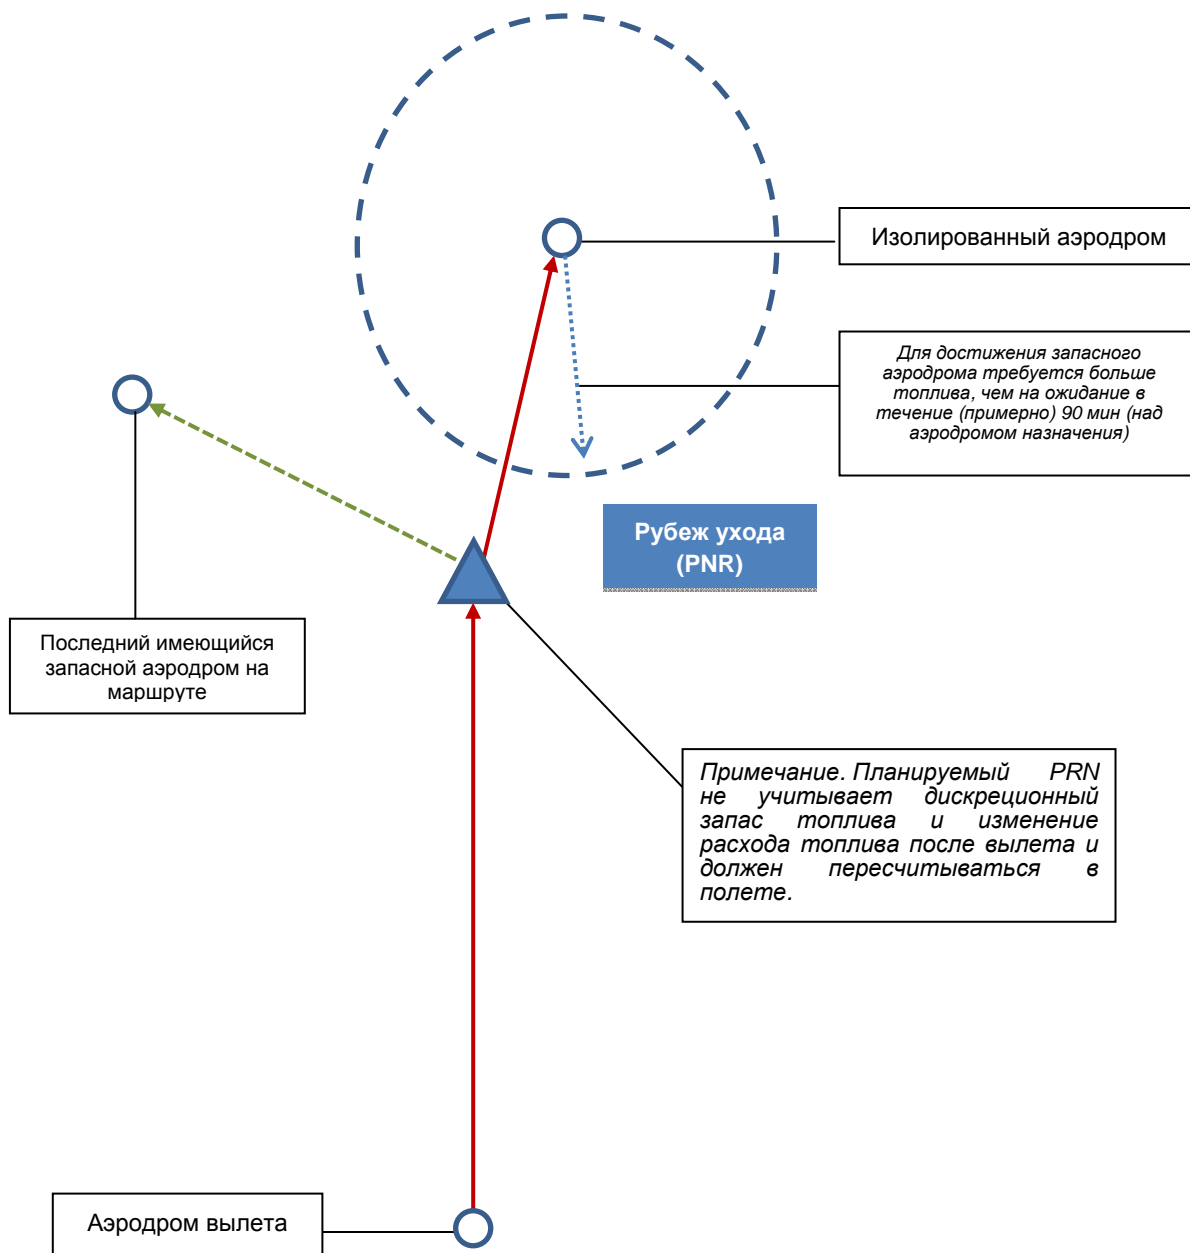 Изолированный аэродром
Для достижения запасного
аэродрома требуется больше
топлива, чем на ожидание в
течение (примерно) 90 мин (над
аэродромом назначения)
Рубеж ухода
(PNR)
Последний имеющийся
запасной аэродром на
маршруте
Примечание. Планируемый PRN
не учитывает дискреционный
запас топлива и изменение
расхода топлива после вылета и
должен пересчитываться в
полете.
Аэродром вылета